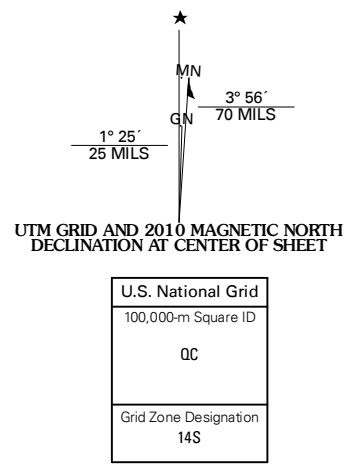 ★
MN
3° 56´
70 MILS
GN
1° 25´
25 MILS
UTM GRID AND 2010 MAGNETIC NORTH
DECLINATION AT CENTER OF SHEET
U.S. National Grid
100,000-m Square ID
QC
Grid Zone Designation
14S